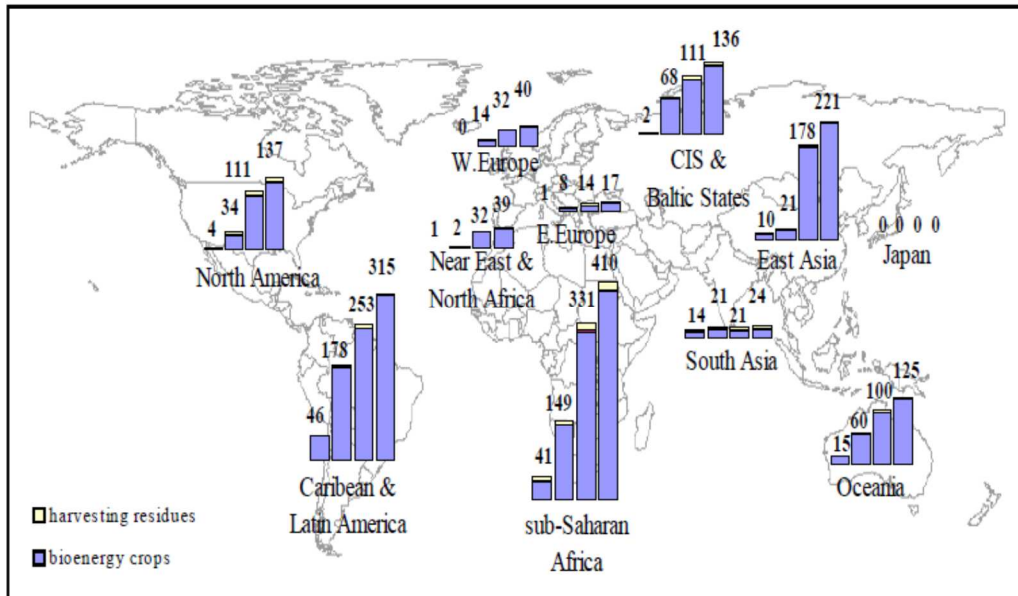 0 14 32 40
W.Europe
2 68 111 136
CIS &
Baltic States
10 21 178 221
East Asia
0 0 0 0
Japan
4 34 111 137
North America
1 8 14 17
E.Europe
1 2 32 39
Near East &
North Africa
46 178 253 315
Caribean &
Latin America
41 149 331 410
sub-Saharan
Africa
14 21 21 24
South Asia
15 60 100 125
Oceania
harvesting residues
bioenergy crops